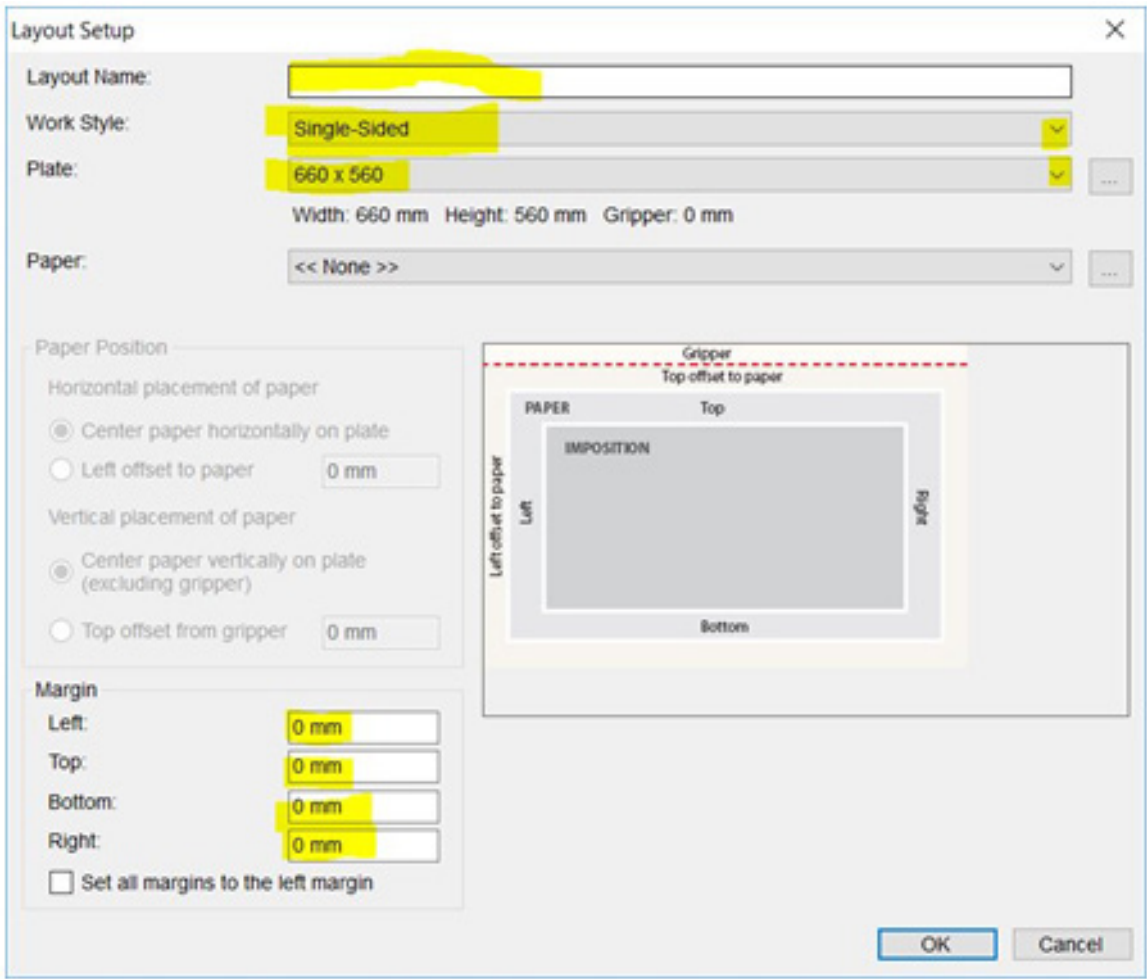 Layout Setup
Layout Name:
Work Style: Single-Sided
Plate: 660 x 560 ...
Width: 660 mm Height: 560 mm Gripper: 0 mm
Paper: << None >> ...
Paper Position
Horizontal placement of paper
Center paper horizontally on plate
Left offset to paper 0 mm
Vertical placement of paper
Center paper vertically on plate
(excluding gripper)
Top offset from gripper 0 mm
Gripper
Top offset to paper
PAPER Top
IMPOSITION
Left offset to paper
Left
Right
Bottom
Margin
Left: 0 mm
Top: 0 mm
Bottom: 0 mm
Right: 0 mm
Set all margins to the left margin
OK Cancel